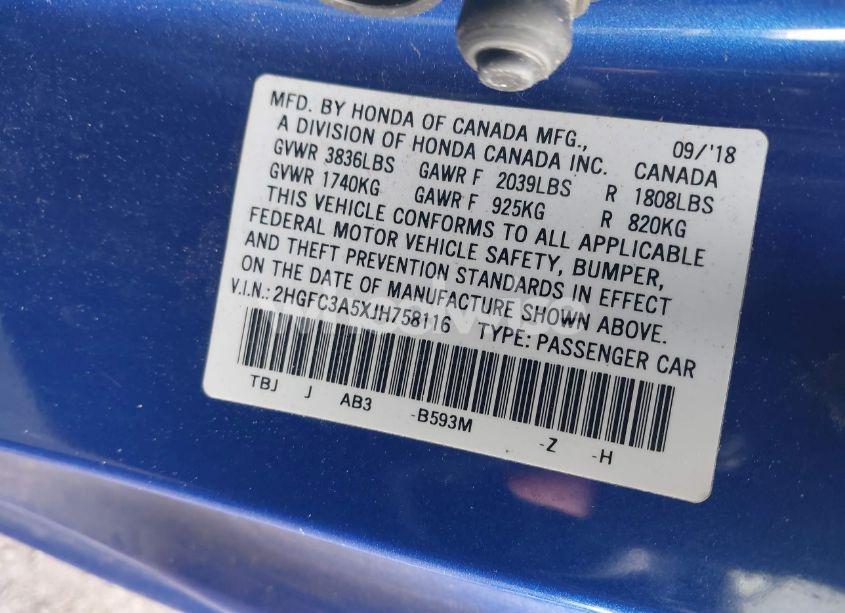 MFD. BY HONDA OF CANADA MFG., 09/'18
A DIVISION OF HONDA CANADA INC. CANADA
GVWR 3836LBS GAWR F 2039LBS R 1808LBS
GVWR 1740KG GAWR F 925KG R 820KG
THIS VEHICLE CONFORMS TO ALL APPLICABLE
FEDERAL MOTOR VEHICLE SAFETY, BUMPER,
AND THEFT PREVENTION STANDARDS IN EFFECT
ON THE DATE OF MANUFACTURE SHOWN ABOVE.
V.I.N.: 2HGFC3A5XJH758116 TYPE: PASSENGER CAR
TBJ J AB3 -B593M -Z -H